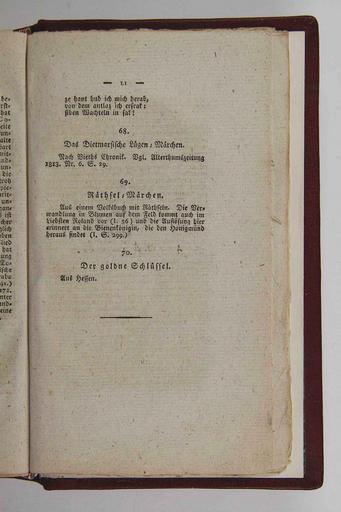 — LI —
ze hant hub ich mich herab,
von dem antlaz ich ersrak:
siben Wachteln in sak!
68.
Das Dietmarsische Lügen-Märchen.
Nach Vieths Chronik. Vgl. Alterthumszeitung
1813. Nr. 6. S. 29.
69.
Räthsel-Märchen.
Aus einem Volksbuch mit Räthseln. Die Ver-
wandlung in Blumen auf dem Feld kommt auch im
Liebsten Roland vor (I. 56) und die Auflösung hier
erinnert an die Bienenkönigin, die den Honigmund
heraus findet (I. S. 299.)
70.
Der goldne Schlüssel.
Aus Hessen.